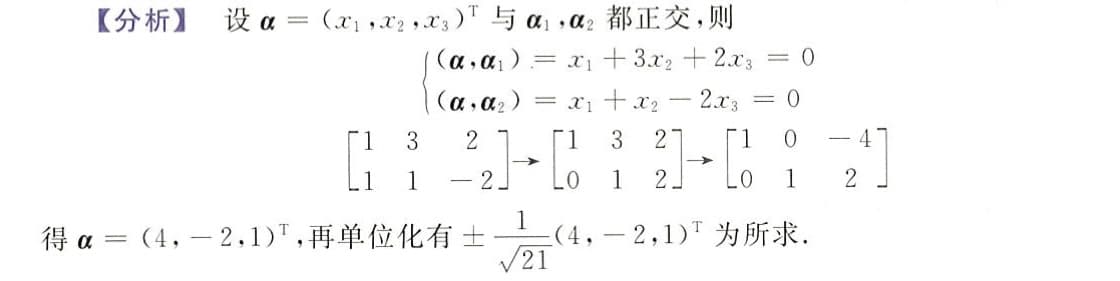 【分析】 设 α = (x₁,x₂,x₃)ᵀ 与 α₁,α₂ 都正交,则
(α,α₁) = x₁ + 3x₂ + 2x₃ = 0
(α,α₂) = x₁ + x₂ − 2x₃ = 0
[1 3 2; 1 1 −2] → [1 3 2; 0 1 2] → [1 0 −4; 0 1 2]
得 α = (4, −2,1)ᵀ,再单位化有 ± 1/√21 (4, −2,1)ᵀ 为所求.